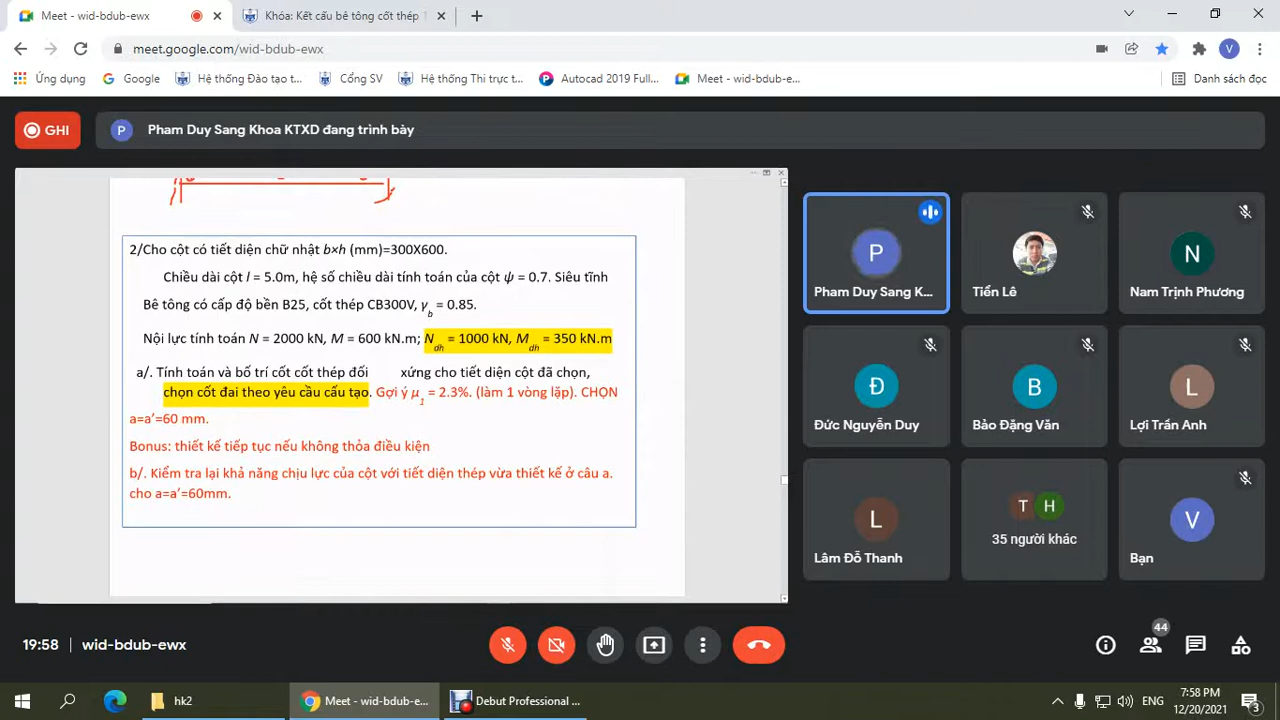 Meet - wid-bdub-ewx
Khóa: Kết cấu bê tông cốt thép 1
meet.google.com/wid-bdub-ewx
V
Ứng dụng
Google
Hệ thống Đào tạo t...
Cổng SV
Hệ thống Thi trực t...
Autocad 2019 Full...
Meet - wid-bdub-e...
Danh sách đọc
GHI
P
Pham Duy Sang Khoa KTXD đang trình bày
2/Cho cột có tiết diện chữ nhật b×h (mm)=300X600.
Chiều dài cột l = 5.0m, hệ số chiều dài tính toán của cột ψ = 0.7. Siêu tĩnh
Bê tông có cấp độ bền B25, cốt thép CB300V, γb = 0.85.
Nội lực tính toán N = 2000 kN, M = 600 kN.m; Ndh = 1000 kN, Mdh = 350 kN.m
a/. Tính toán và bố trí cốt cốt thép đối xứng cho tiết diện cột đã chọn,
chọn cốt đai theo yêu cầu cấu tạo. Gợi ý μ1 = 2.3%. (làm 1 vòng lặp). CHỌN
a=a’=60 mm.
Bonus: thiết kế tiếp tục nếu không thỏa điều kiện
b/. Kiểm tra lại khả năng chịu lực của cột với tiết diện thép vừa thiết kế ở câu a.
cho a=a’=60mm.
P
Pham Duy Sang K...
Tiển Lê
N
Nam Trịnh Phương
Đ
Đức Nguyễn Duy
B
Bảo Đặng Văn
L
Lợi Trần Anh
L
Lâm Đỗ Thanh
T H
35 người khác
V
Bạn
19:58
wid-bdub-ewx
44
hk2
Meet - wid-bdub-e...
Debut Professional ...
ENG
7:58 PM
12/20/2021
3